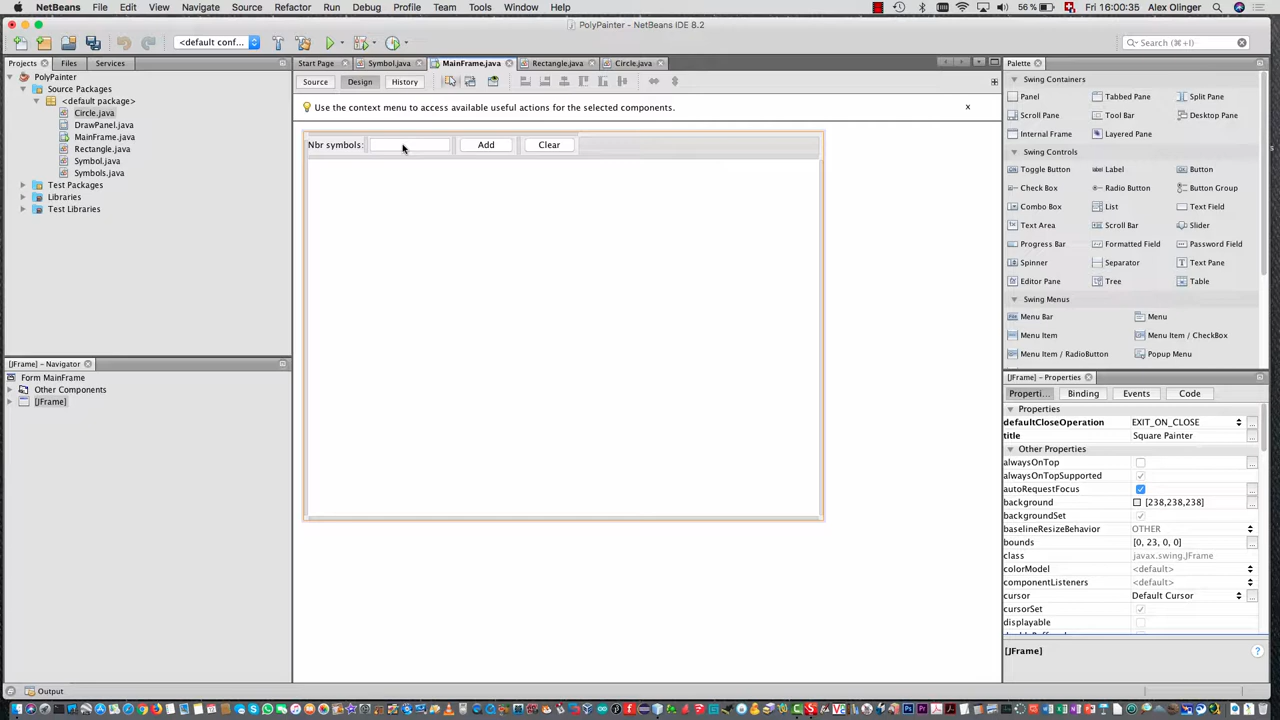 NetBeans File Edit View Navigate Source Refactor Run Debug Profile Team Tools Window Help 56 % Fri 16:00:35 Alex Olinger
PolyPainter - NetBeans IDE 8.2
<default conf... Search (⌘+I)
Projects Files Services Start Page Symbol.java MainFrame.java Rectangle.java Circle.java Palette
PolyPainter
Source Packages
<default package>
Circle.java
DrawPanel.java
MainFrame.java
Rectangle.java
Symbol.java
Symbols.java
Test Packages
Libraries
Test Libraries
Source Design History
Use the context menu to access available useful actions for the selected components. x
Nbr symbols: Add Clear
Swing Containers
Panel Tabbed Pane Split Pane
Scroll Pane Tool Bar Desktop Pane
Internal Frame Layered Pane
Swing Controls
Toggle Button Label Button
Check Box Radio Button Button Group
Combo Box List Text Field
Text Area Scroll Bar Slider
Progress Bar Formatted Field Password Field
Spinner Separator Text Pane
Editor Pane Tree Table
Swing Menus
Menu Bar Menu
Menu Item Menu Item / CheckBox
Menu Item / RadioButton Popup Menu
[JFrame] - Navigator
Form MainFrame
Other Components
[JFrame]
[JFrame] - Properties
Properti... Binding Events Code
Properties
defaultCloseOperation EXIT_ON_CLOSE
title Square Painter
Other Properties
alwaysOnTop
alwaysOnTopSupported
autoRequestFocus
background [238,238,238]
backgroundSet
baselineResizeBehavior OTHER
bounds [0, 23, 0, 0]
class javax.swing.JFrame
colorModel <default>
componentListeners <default>
cursor Default Cursor
cursorSet
displayable
[JFrame] ?
Output